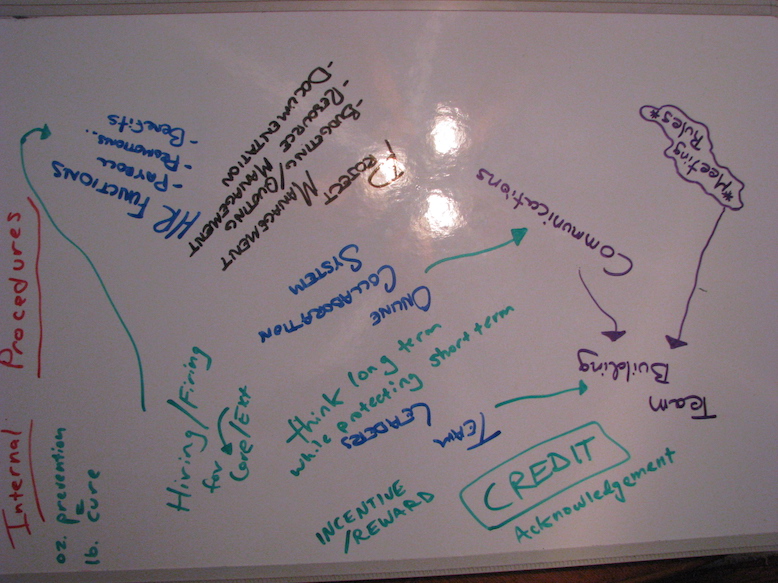 Internal Procedures
oz. prevention
=
lb. cure
Hiring/Firing
for
Core/Ext
HR FUNCTIONS
- PAYROLL
- PROMOTIONS..
- BENEFITS
PROJECT MANAGEMENT
- BUDGETING/QUOTING
- RESOURCE MANAGEMENT
- DOCUMENTATION
ONLINE
COLLABORATION
SYSTEM
Communications
*Meeting
Rules*
Team
Building
think long term
while protecting short term
TEAM
LEADERS
INCENTIVE
/REWARD
CREDIT
Acknowledgement